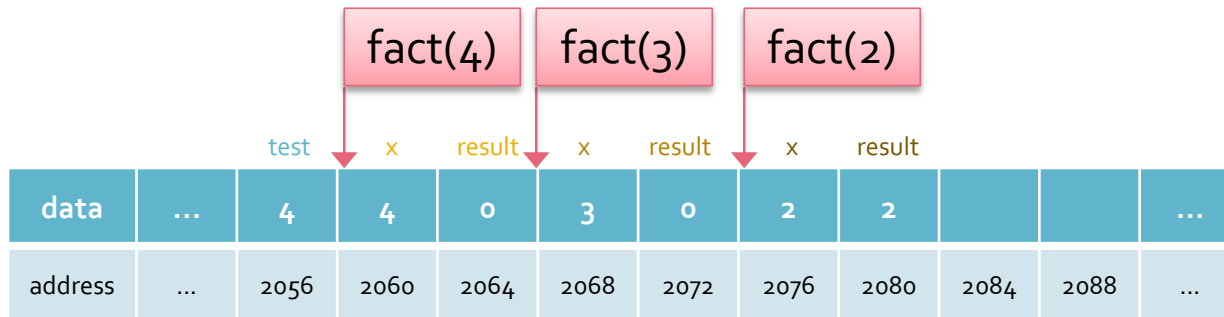 fact(4) fact(3) fact(2)
test x result x result x result
data ... 4 4 0 3 0 2 2 ...
address ... 2056 2060 2064 2068 2072 2076 2080 2084 2088 ...